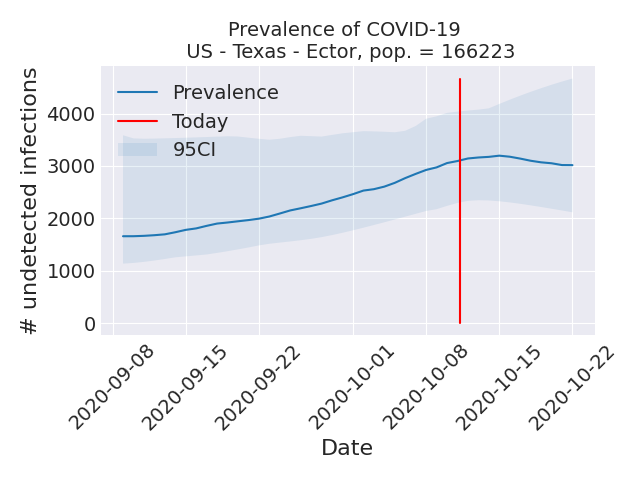 Prevalence of COVID-19
US - Texas - Ector, pop. = 166223
# undetected infections
4000
3000
2000
1000
0
Prevalence
Today
95CI
2020-09-08
2020-09-15
2020-09-22
2020-10-01
2020-10-08
2020-10-15
2020-10-22
Date